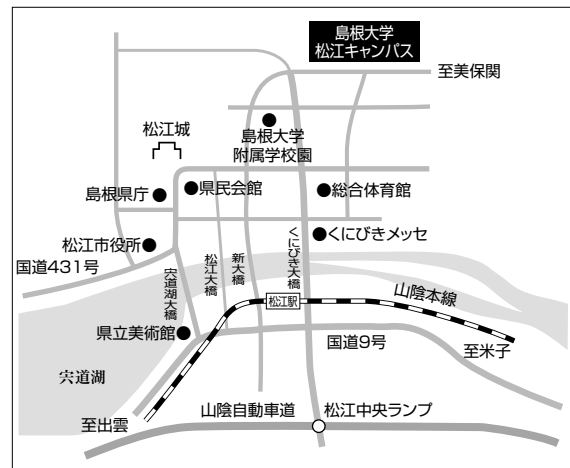 島根大学
松江キャンパス
至美保関
松江城
島根大学
附属学校園
島根県庁
県民会館
総合体育館
松江市役所
くにびきメッセ
国道431号
宍道湖大橋
松江大橋
新大橋
くにびき大橋
松江駅
山陰本線
県立美術館
国道9号
至米子
宍道湖
至出雲
山陰自動車道
松江中央ランプ